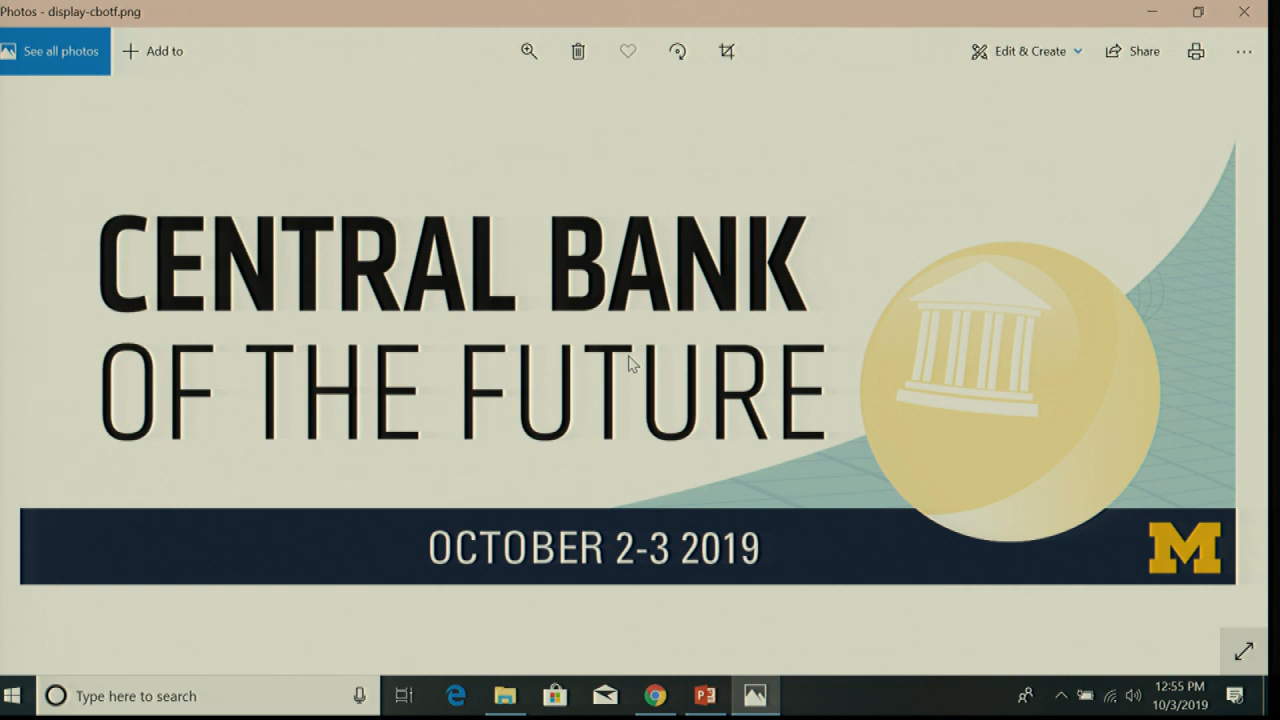 Photos - display-cbotf.png
See all photos
Add to
Edit & Create
Share
CENTRAL BANK
OF THE FUTURE
OCTOBER 2-3 2019
M
Type here to search
12:55 PM
10/3/2019